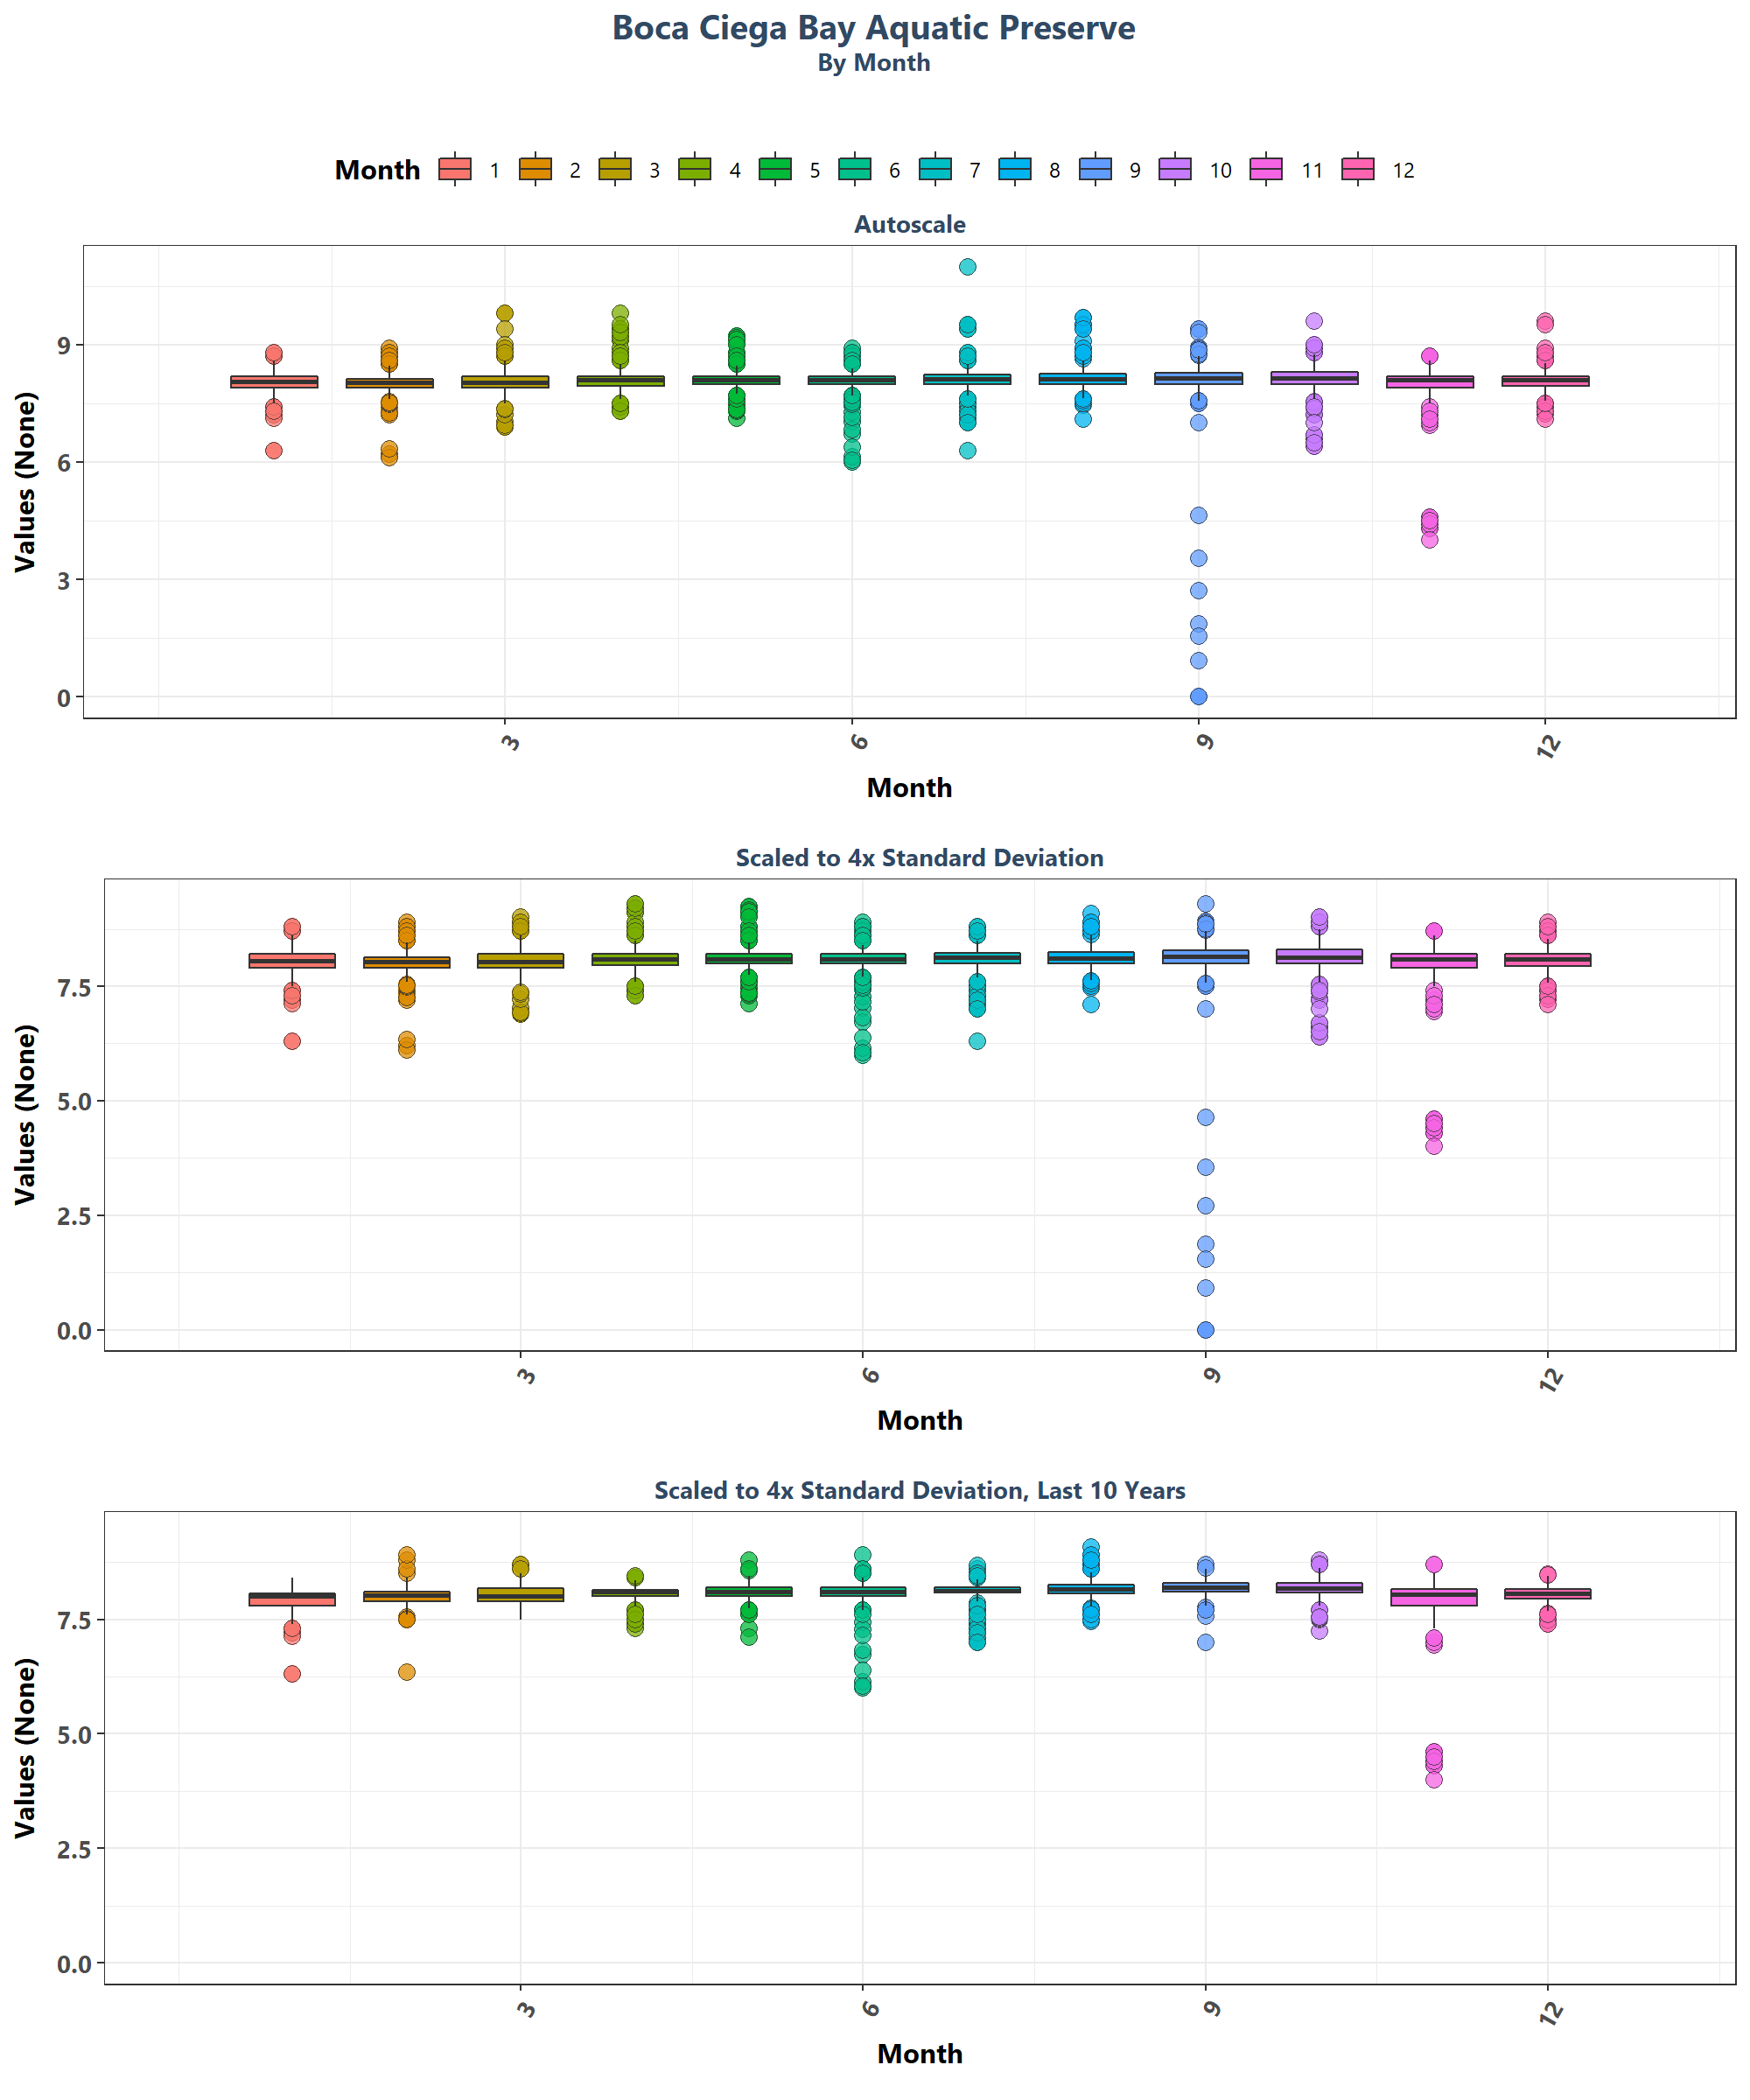 Boca Ciega Bay Aquatic Preserve
By Month
Month 1 2 3 4 5 6 7 8 9 10 11 12
Autoscale
Values (None)
9
6
3
0
3 6 9 12
Month
Scaled to 4x Standard Deviation
Values (None)
7.5
5.0
2.5
0.0
3 6 9 12
Month
Scaled to 4x Standard Deviation, Last 10 Years
Values (None)
7.5
5.0
2.5
0.0
3 6 9 12
Month